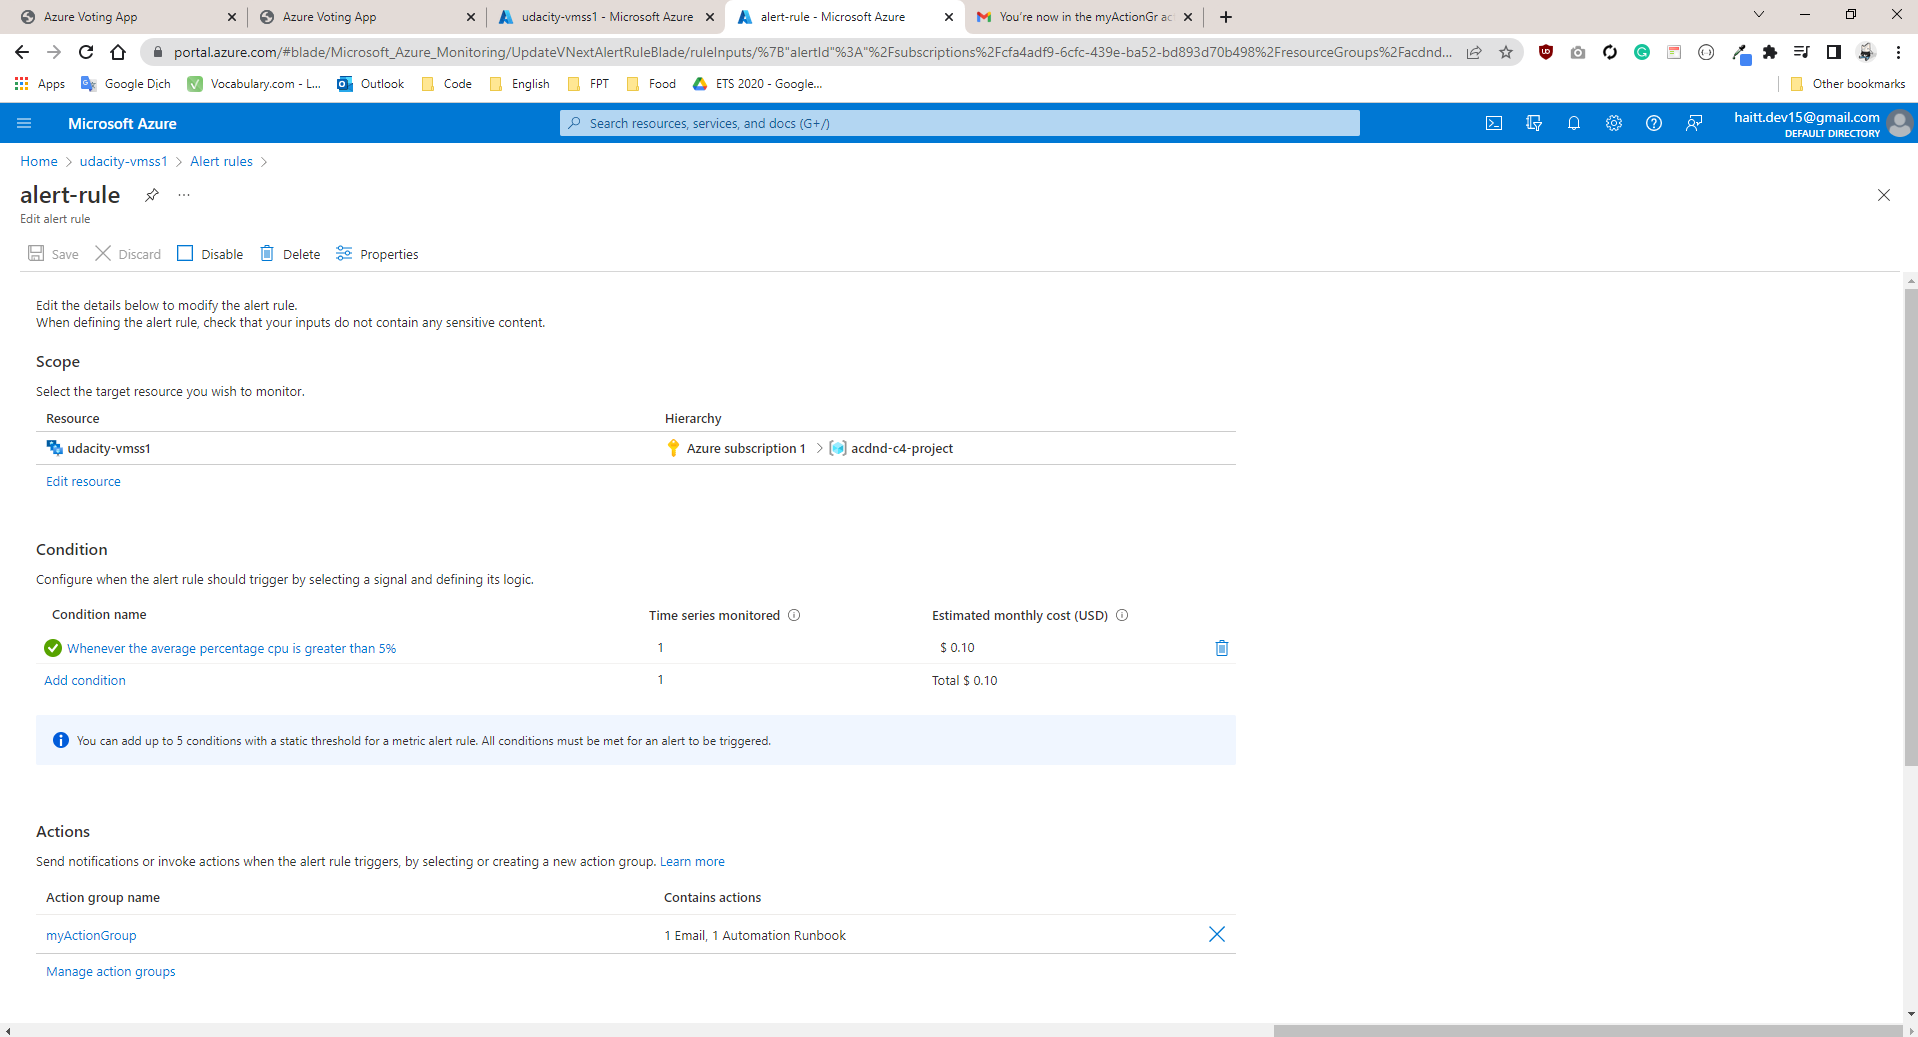 Azure Voting App
Azure Voting App
udacity-vmss1 - Microsoft Azure
alert-rule - Microsoft Azure
You're now in the myActionGr ac
portal.azure.com/#blade/Microsoft_Azure_Monitoring/UpdateVNextAlertRuleBlade/ruleInputs/%7B"alertId"%3A"%2Fsubscriptions%2Fcfa4adf9-6cfc-439e-ba52-bd893d70b498%2FresourceGroups%2Facdnd...
Apps
Google Dịch
Vocabulary.com - L...
Outlook
Code
English
FPT
Food
ETS 2020 - Google...
Other bookmarks
Microsoft Azure
Search resources, services, and docs (G+/)
haitt.dev15@gmail.com
DEFAULT DIRECTORY
Home > udacity-vmss1 > Alert rules >
alert-rule
...
Edit alert rule
Save
Discard
Disable
Delete
Properties
Edit the details below to modify the alert rule.
When defining the alert rule, check that your inputs do not contain any sensitive content.
Scope
Select the target resource you wish to monitor.
Resource
Hierarchy
udacity-vmss1
Azure subscription 1 > acdnd-c4-project
Edit resource
Condition
Configure when the alert rule should trigger by selecting a signal and defining its logic.
Condition name
Time series monitored
Estimated monthly cost (USD)
Whenever the average percentage cpu is greater than 5%
1
$ 0.10
Add condition
1
Total $ 0.10
You can add up to 5 conditions with a static threshold for a metric alert rule. All conditions must be met for an alert to be triggered.
Actions
Send notifications or invoke actions when the alert rule triggers, by selecting or creating a new action group. Learn more
Action group name
Contains actions
myActionGroup
1 Email, 1 Automation Runbook
Manage action groups